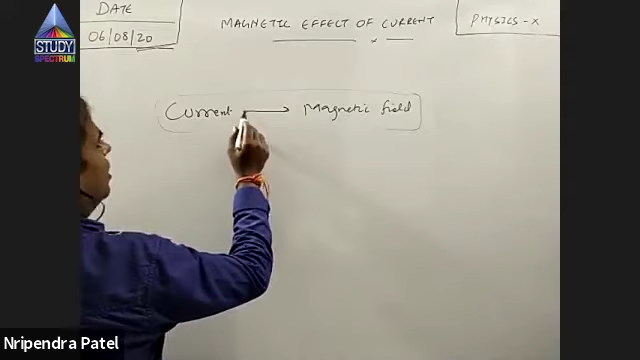 DATE
06/08/20
MAGNETIC EFFECT OF CURRENT
PHYSICS-X
STUDY
SPECTRUM
Current → Magnetic field
Nripendra Patel